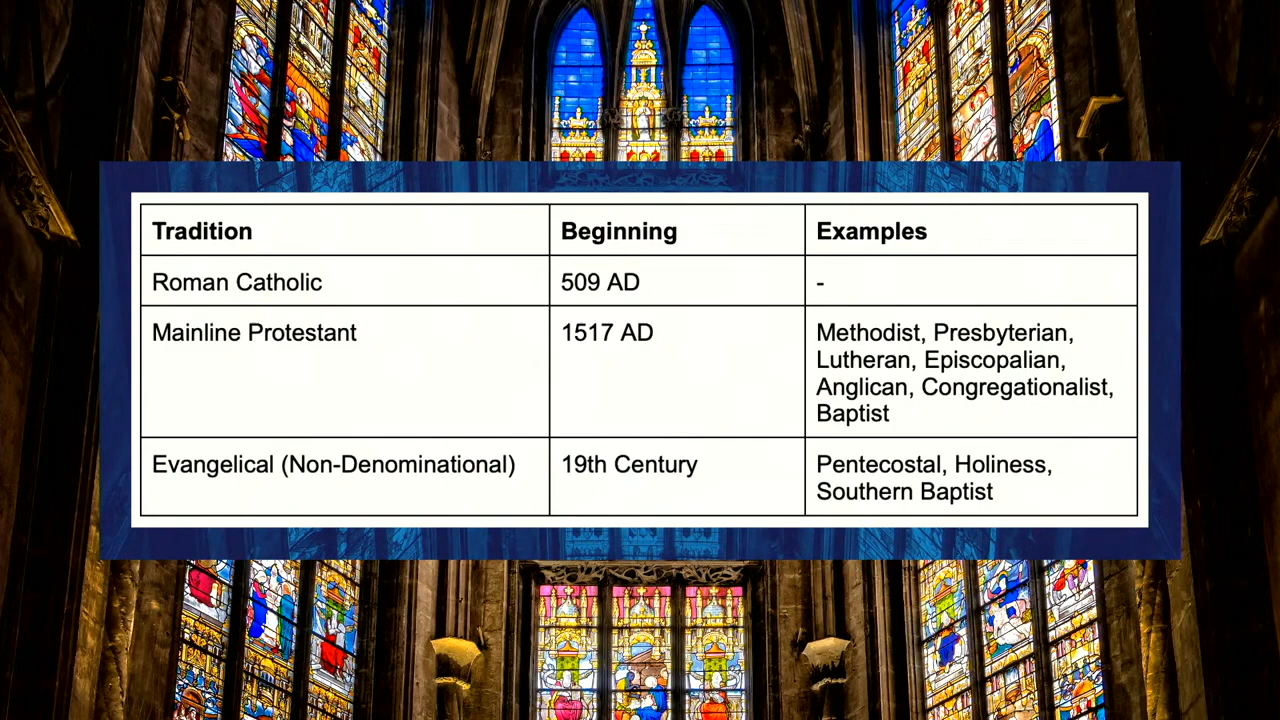 Tradition Beginning Examples
Roman Catholic 509 AD -
Mainline Protestant 1517 AD Methodist, Presbyterian,
Lutheran, Episcopalian,
Anglican, Congregationalist,
Baptist
Evangelical (Non-Denominational) 19th Century Pentecostal, Holiness,
Southern Baptist